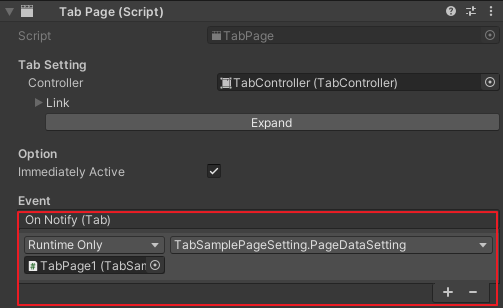 Tab Page (Script)
Script TabPage
Tab Setting
Controller TabController (TabController)
Link
Expand
Option
Immediately Active
Event
On Notify (Tab)
Runtime Only TabSamplePageSetting.PageDataSetting
TabPage1 (TabSam